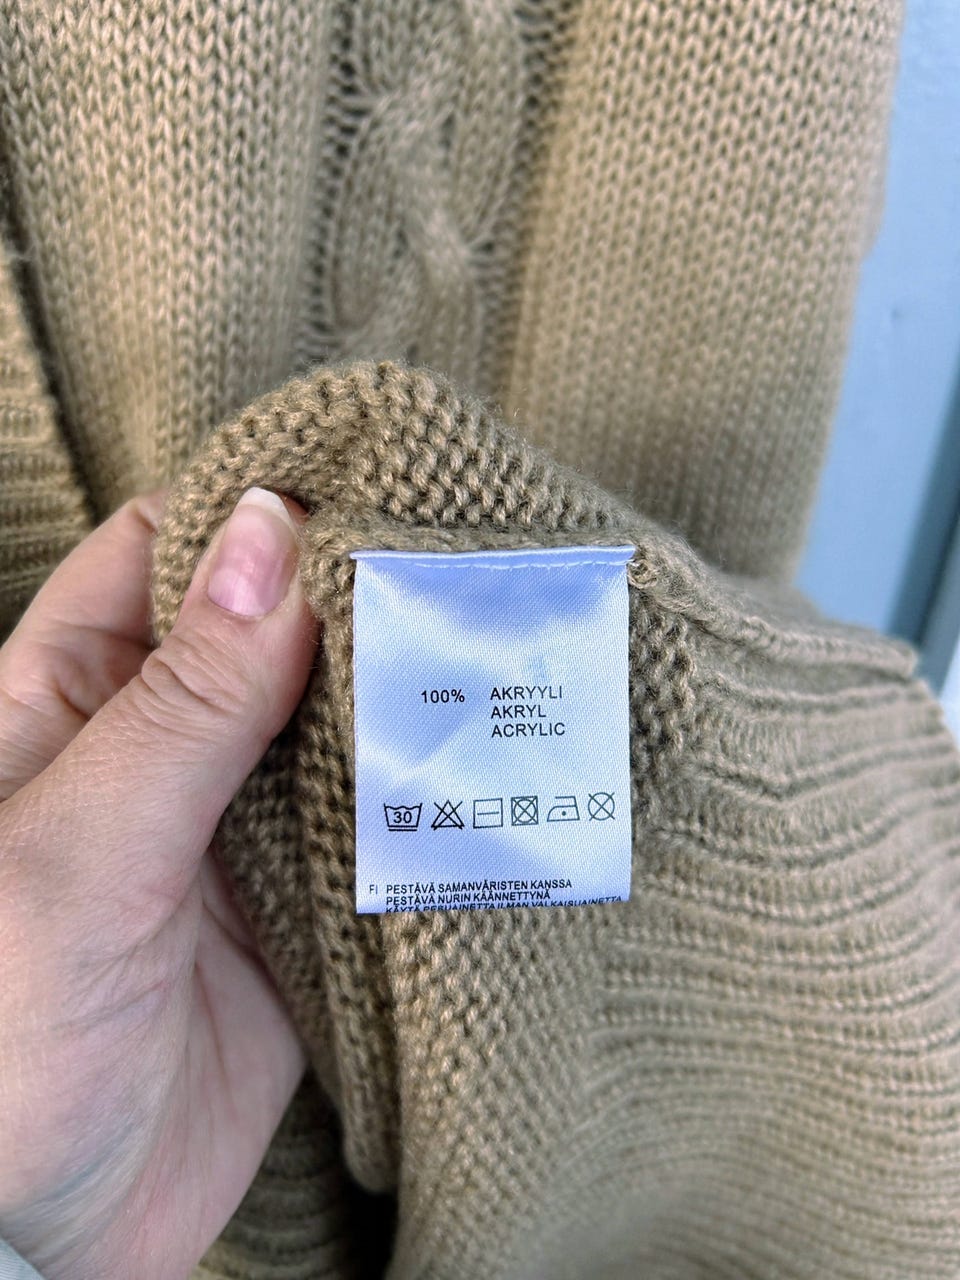 100% AKRYYLI
AKRYL
ACRYLIC
30
FI PESTÄVÄ SAMANVÄRISTEN KANSSA
PESTÄVÄ NURIN KÄÄNNETTYNÄ
KÄYTÄ PESUAINETTA ILMAN VALKAISUAINETTA